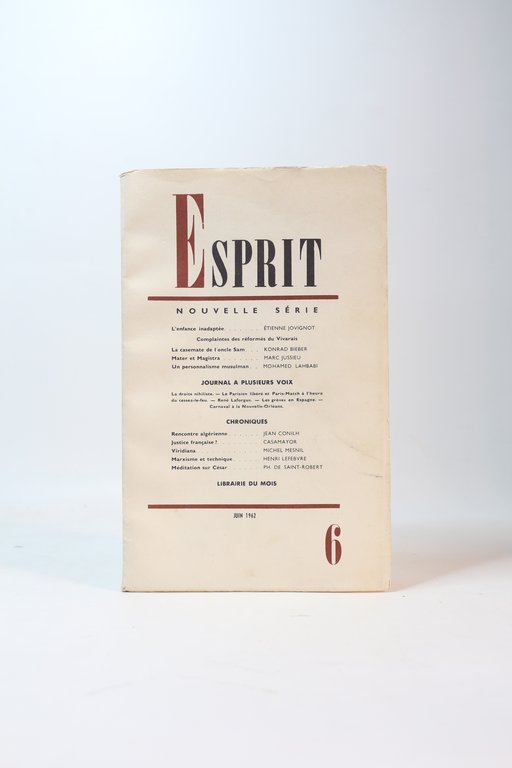 ESPRIT
NOUVELLE SÉRIE
L'enfance inadaptée........ ÉTIENNE JOVIGNOT
Complaintes des réformés du Vivarais
La casemate de l'oncle Sam... KONRAD BIEBER
Mater et Magistra........ MARC JUSSIEU
Un personnalisme musulman... MOHAMED LAHBABI
JOURNAL A PLUSIEURS VOIX
La droite nihiliste. — Le Parisien libéré et Paris-Match à l'heure
du cessez-le-feu. — René Laforgue. — Les grèves en Espagne. —
Carnaval à la Nouvelle-Orléans.
CHRONIQUES
Rencontre algérienne....... JEAN CONILH
Justice française?........ CASAMAYOR
Viridiana........ MICHEL MESNIL
Marxisme et technique...... HENRI LEFEBVRE
Méditation sur César....... PH. DE SAINT-ROBERT
LIBRAIRIE DU MOIS
JUIN 1962
6